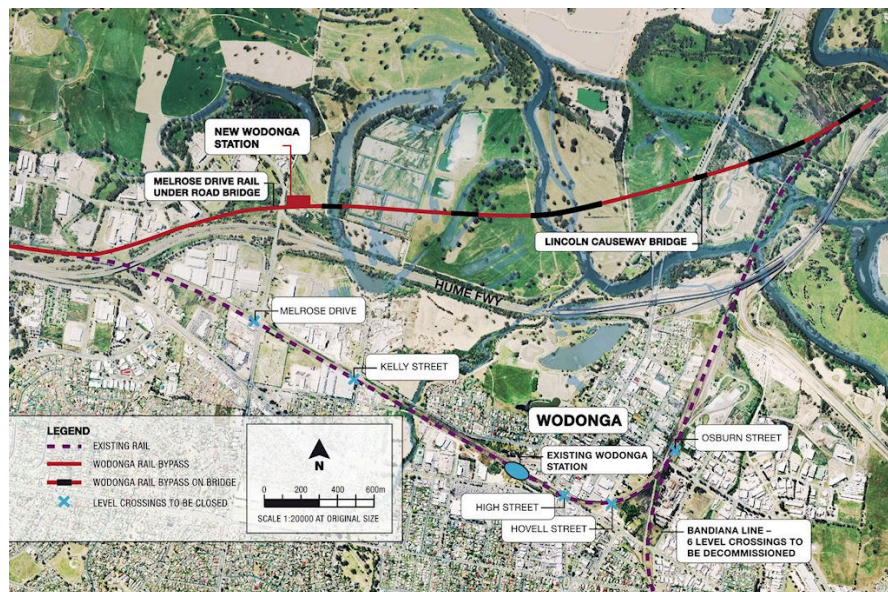 NEW WODONGA
STATION
MELROSE DRIVE RAIL
UNDER ROAD BRIDGE
LINCOLN CAUSEWAY BRIDGE
HUME FWY
MELROSE DRIVE
KELLY STREET
WODONGA
OSBURN STREET
EXISTING WODONGA
STATION
HIGH STREET
HOVELL STREET
BANDIANA LINE –
6 LEVEL CROSSINGS TO
BE DECOMMISSIONED
LEGEND
EXISTING RAIL
WODONGA RAIL BYPASS
WODONGA RAIL BYPASS ON BRIDGE
LEVEL CROSSINGS TO BE CLOSED
N
0 200 400 600m
SCALE 1:20000 AT ORIGINAL SIZE